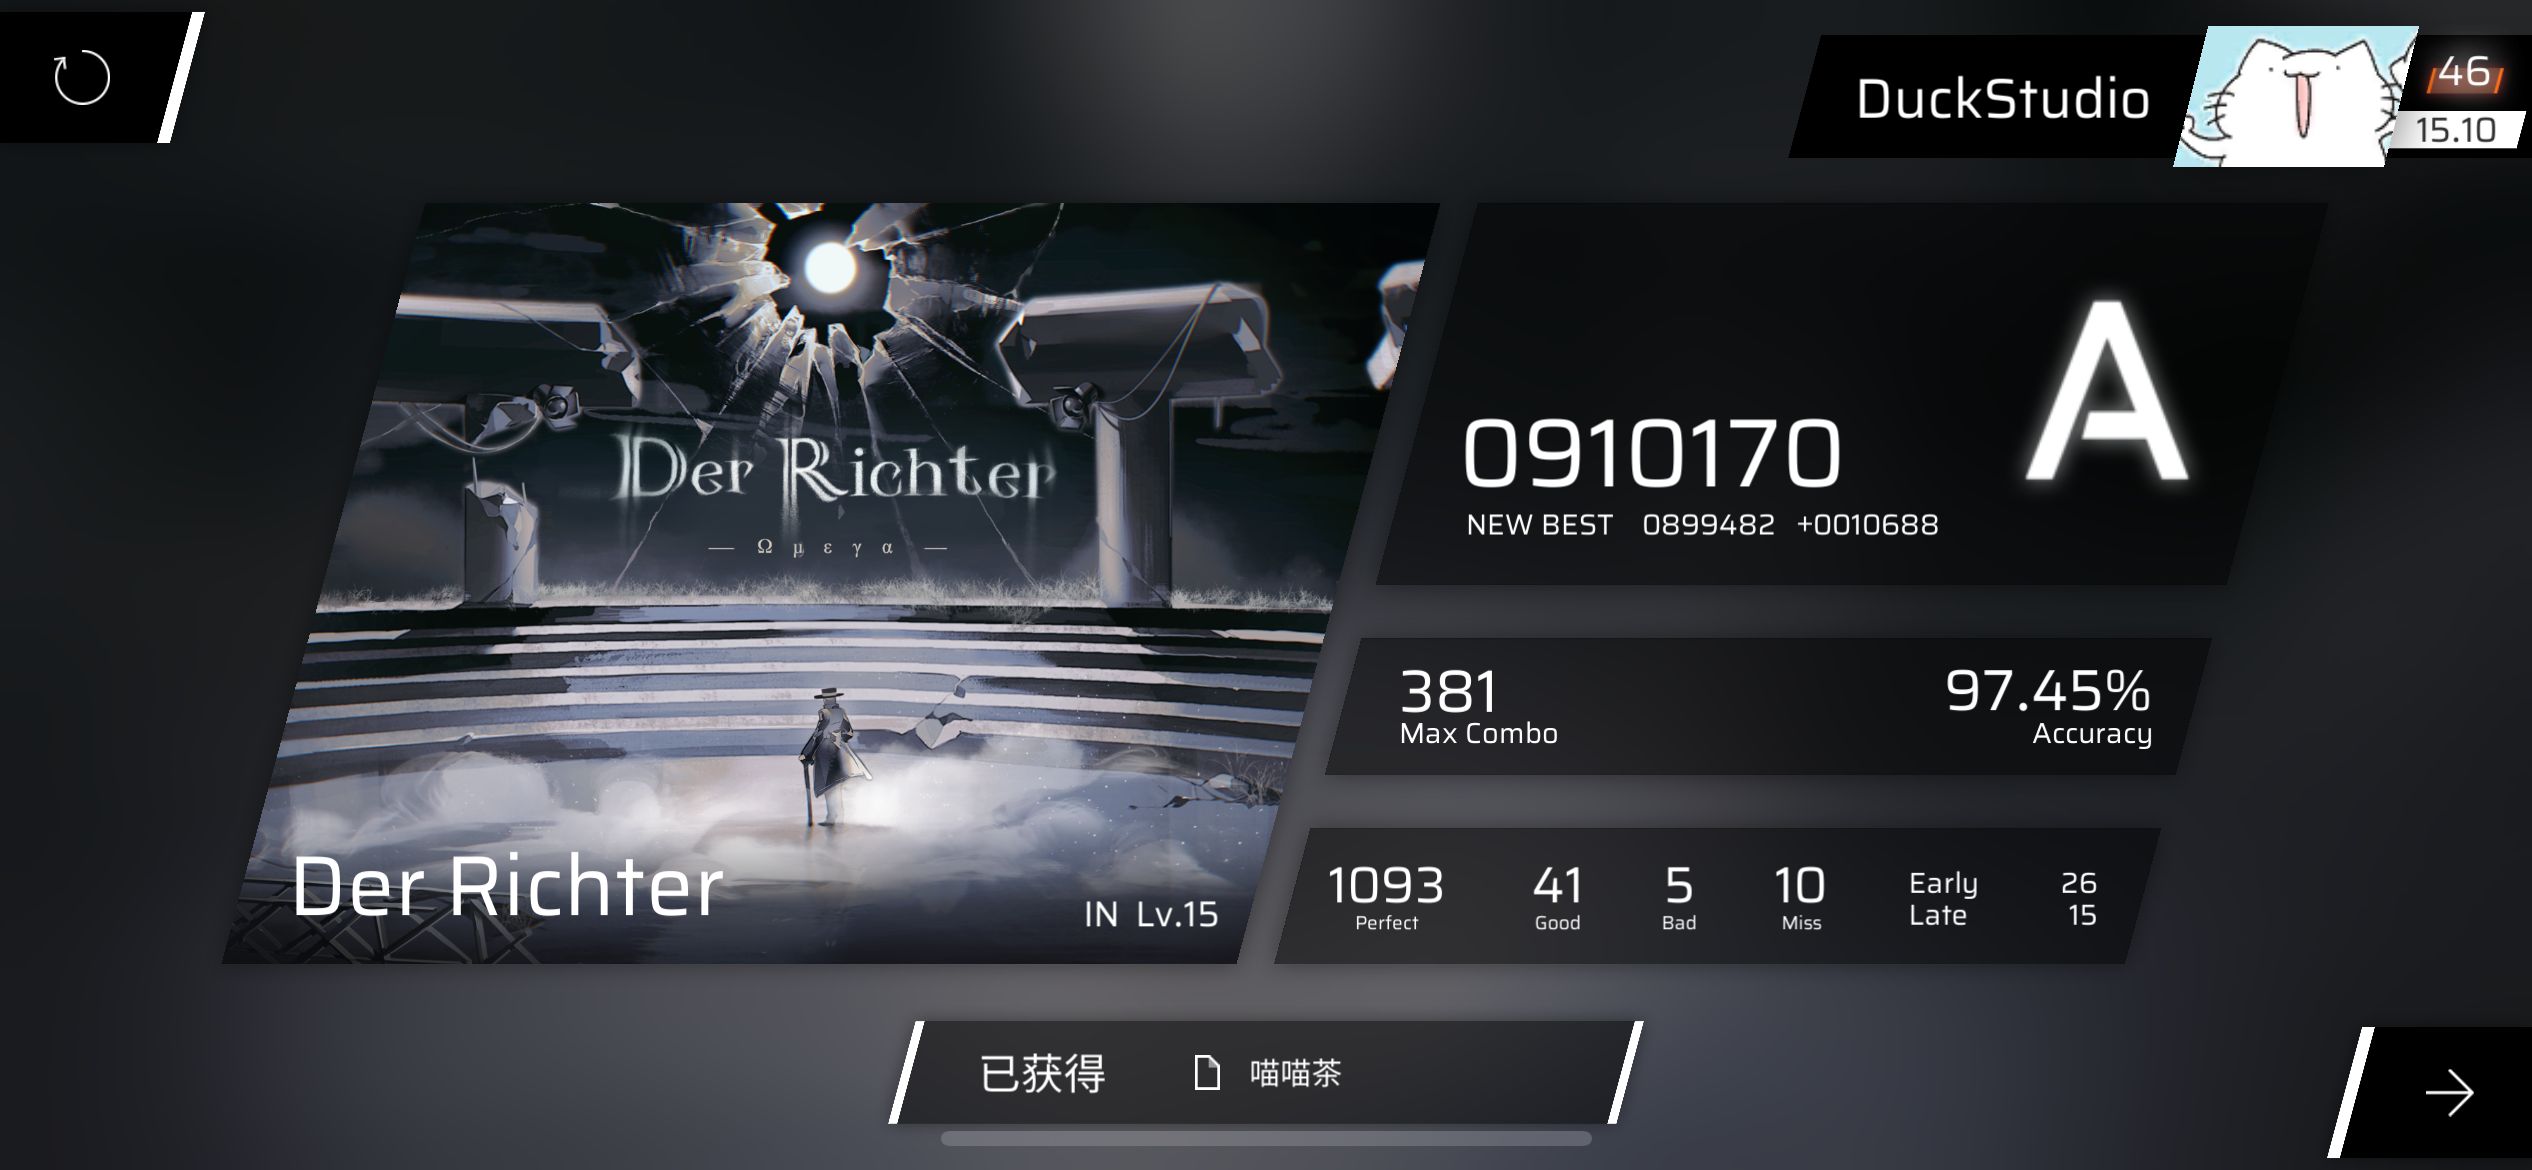 DuckStudio
46
15.10
Der Richter
— Ω μ ε γ α —
Der Richter
IN Lv.15
A
0910170
NEW BEST 0899482 +0010688
381
Max Combo
97.45%
Accuracy
1093 41 5 10
Perfect Good Bad Miss
Early 26
Late 15
已获得 喵喵茶